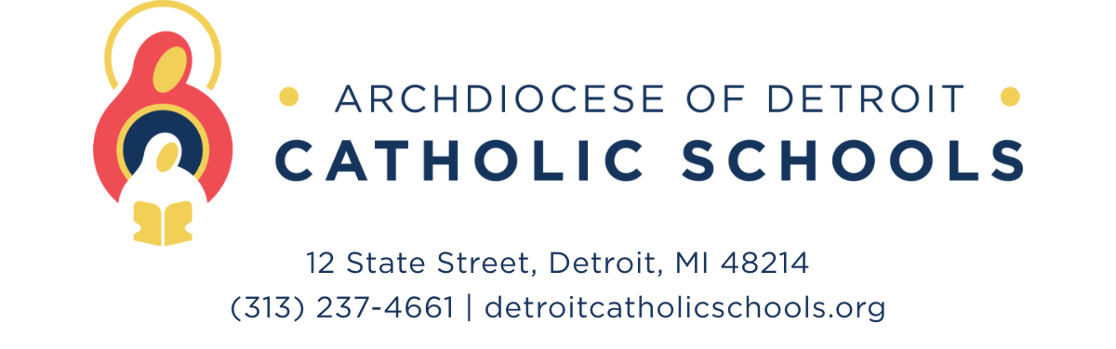 • ARCHDIOCESE OF DETROIT •
CATHOLIC SCHOOLS
12 State Street, Detroit, MI 48214
(313) 237-4661 | detroitcatholicschools.org